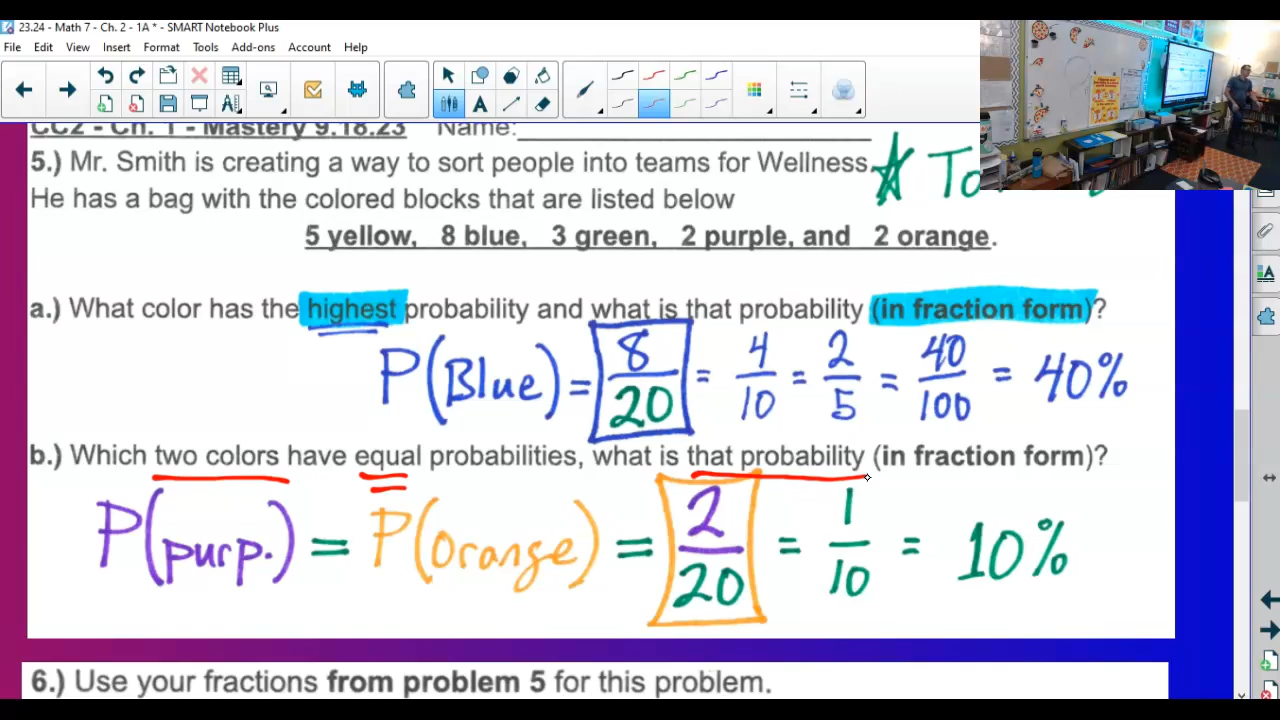 23.24 - Math 7 - Ch. 2 - 1A * - SMART Notebook Plus
File Edit View Insert Format Tools Add-ons Account Help
CC2 - Ch. 1 - Mastery 9.18.23 Name:
5.) Mr. Smith is creating a way to sort people into teams for Wellness.
He has a bag with the colored blocks that are listed below
5 yellow, 8 blue, 3 green, 2 purple, and 2 orange.
a.) What color has the highest probability and what is that probability (in fraction form)?
P(Blue) = 8/20 = 4/10 = 2/5 = 40/100 = 40%
b.) Which two colors have equal probabilities, what is that probability (in fraction form)?
P(purp.) = P(orange) = 2/20 = 1/10 = 10%
6.) Use your fractions from problem 5 for this problem.